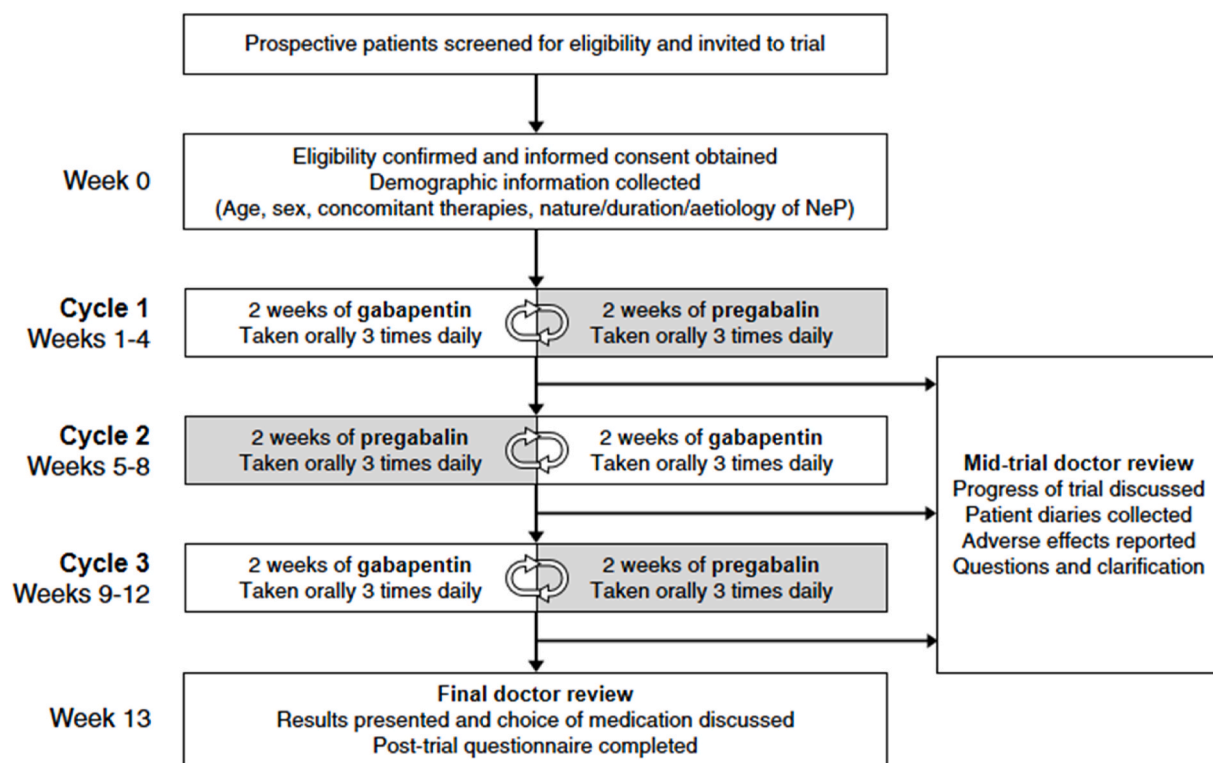 Prospective patients screened for eligibility and invited to trial
Week 0
Eligibility confirmed and informed consent obtained
Demographic information collected
(Age, sex, concomitant therapies, nature/duration/aetiology of NeP)
Cycle 1
Weeks 1-4
2 weeks of gabapentin
Taken orally 3 times daily
2 weeks of pregabalin
Taken orally 3 times daily
Cycle 2
Weeks 5-8
2 weeks of pregabalin
Taken orally 3 times daily
2 weeks of gabapentin
Taken orally 3 times daily
Cycle 3
Weeks 9-12
2 weeks of gabapentin
Taken orally 3 times daily
2 weeks of pregabalin
Taken orally 3 times daily
Mid-trial doctor review
Progress of trial discussed
Patient diaries collected
Adverse effects reported
Questions and clarification
Week 13
Final doctor review
Results presented and choice of medication discussed
Post-trial questionnaire completed